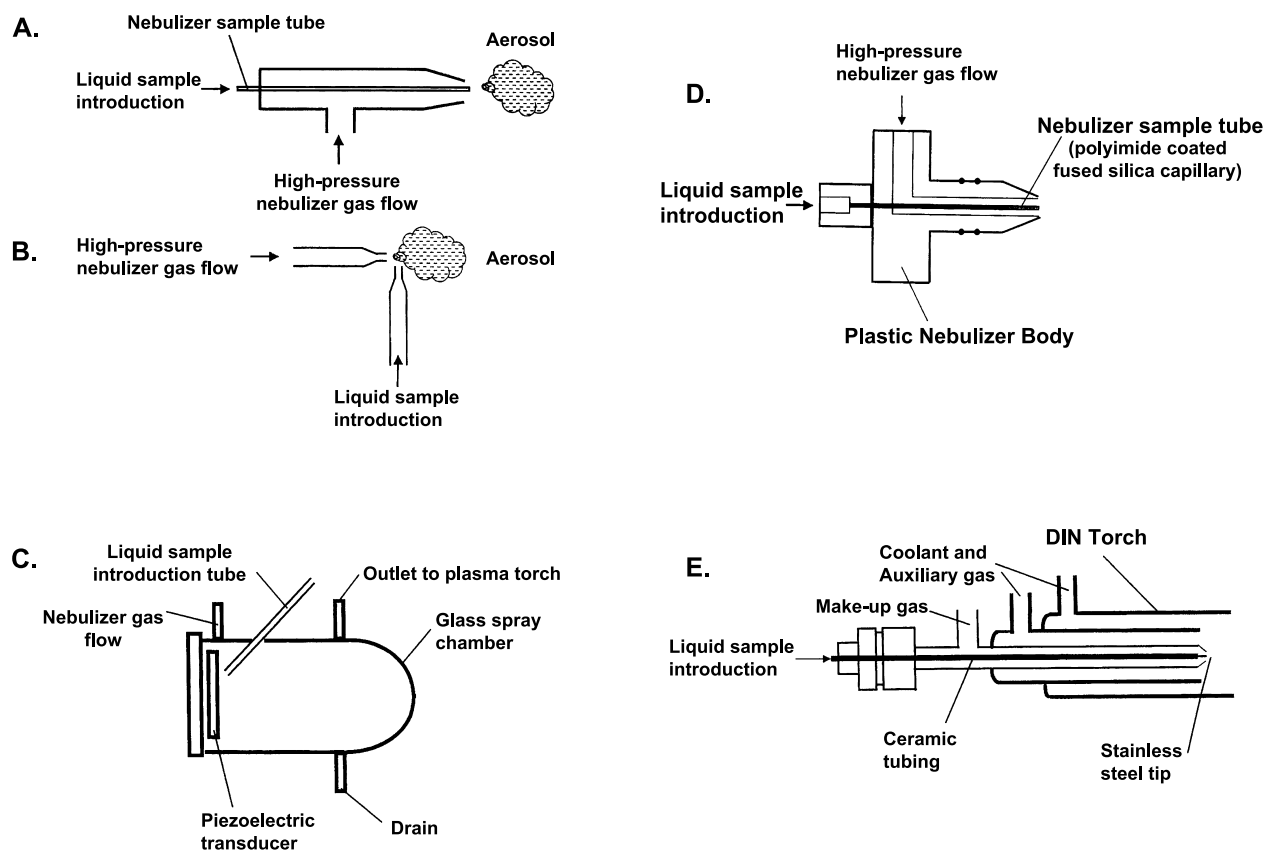 A.
Nebulizer sample tube
Aerosol
Liquid sample
introduction
High-pressure
nebulizer gas flow
B.
High-pressure
nebulizer gas flow
Aerosol
Liquid sample
introduction
C.
Liquid sample
introduction tube
Outlet to plasma torch
Nebulizer gas
flow
Glass spray
chamber
Piezoelectric
transducer
Drain
D.
High-pressure
nebulizer gas flow
Nebulizer sample tube
(polyimide coated
fused silica capillary)
Liquid sample
introduction
Plastic Nebulizer Body
E.
DIN Torch
Coolant and
Auxiliary gas
Make-up gas
Liquid sample
introduction
Ceramic
tubing
Stainless
steel tip